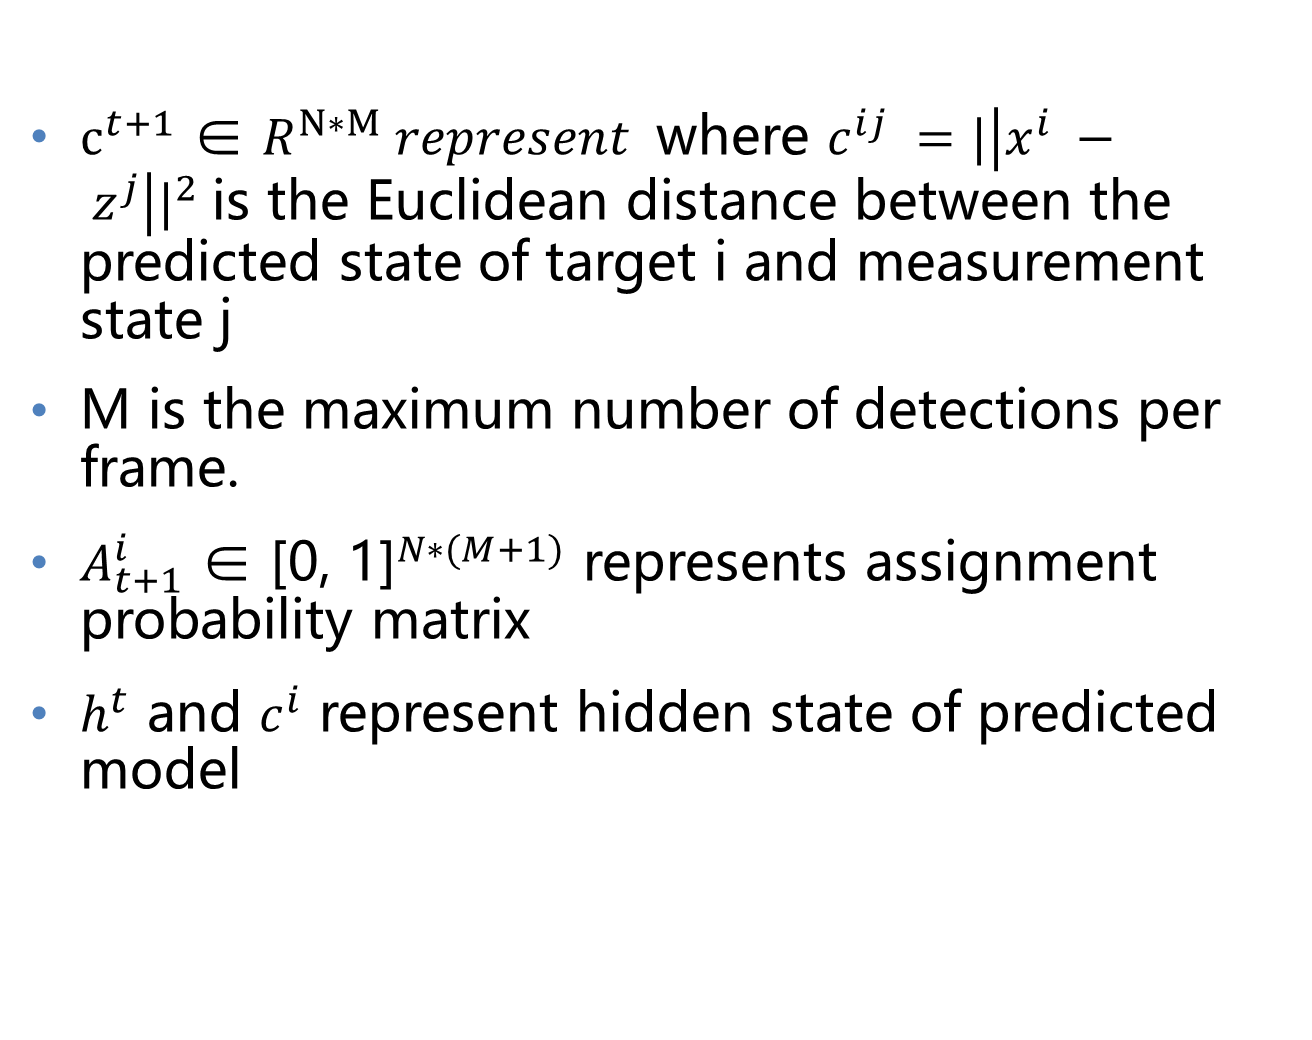 • c^{t+1} ∈ R^{N∗M} represent where c^{ij} = ||x^i −
z^j||^2 is the Euclidean distance between the
predicted state of target i and measurement
state j
• M is the maximum number of detections per
frame.
• A^i_{t+1} ∈ [0, 1]^{N∗(M+1)} represents assignment
probability matrix
• h^t and c^i represent hidden state of predicted
model